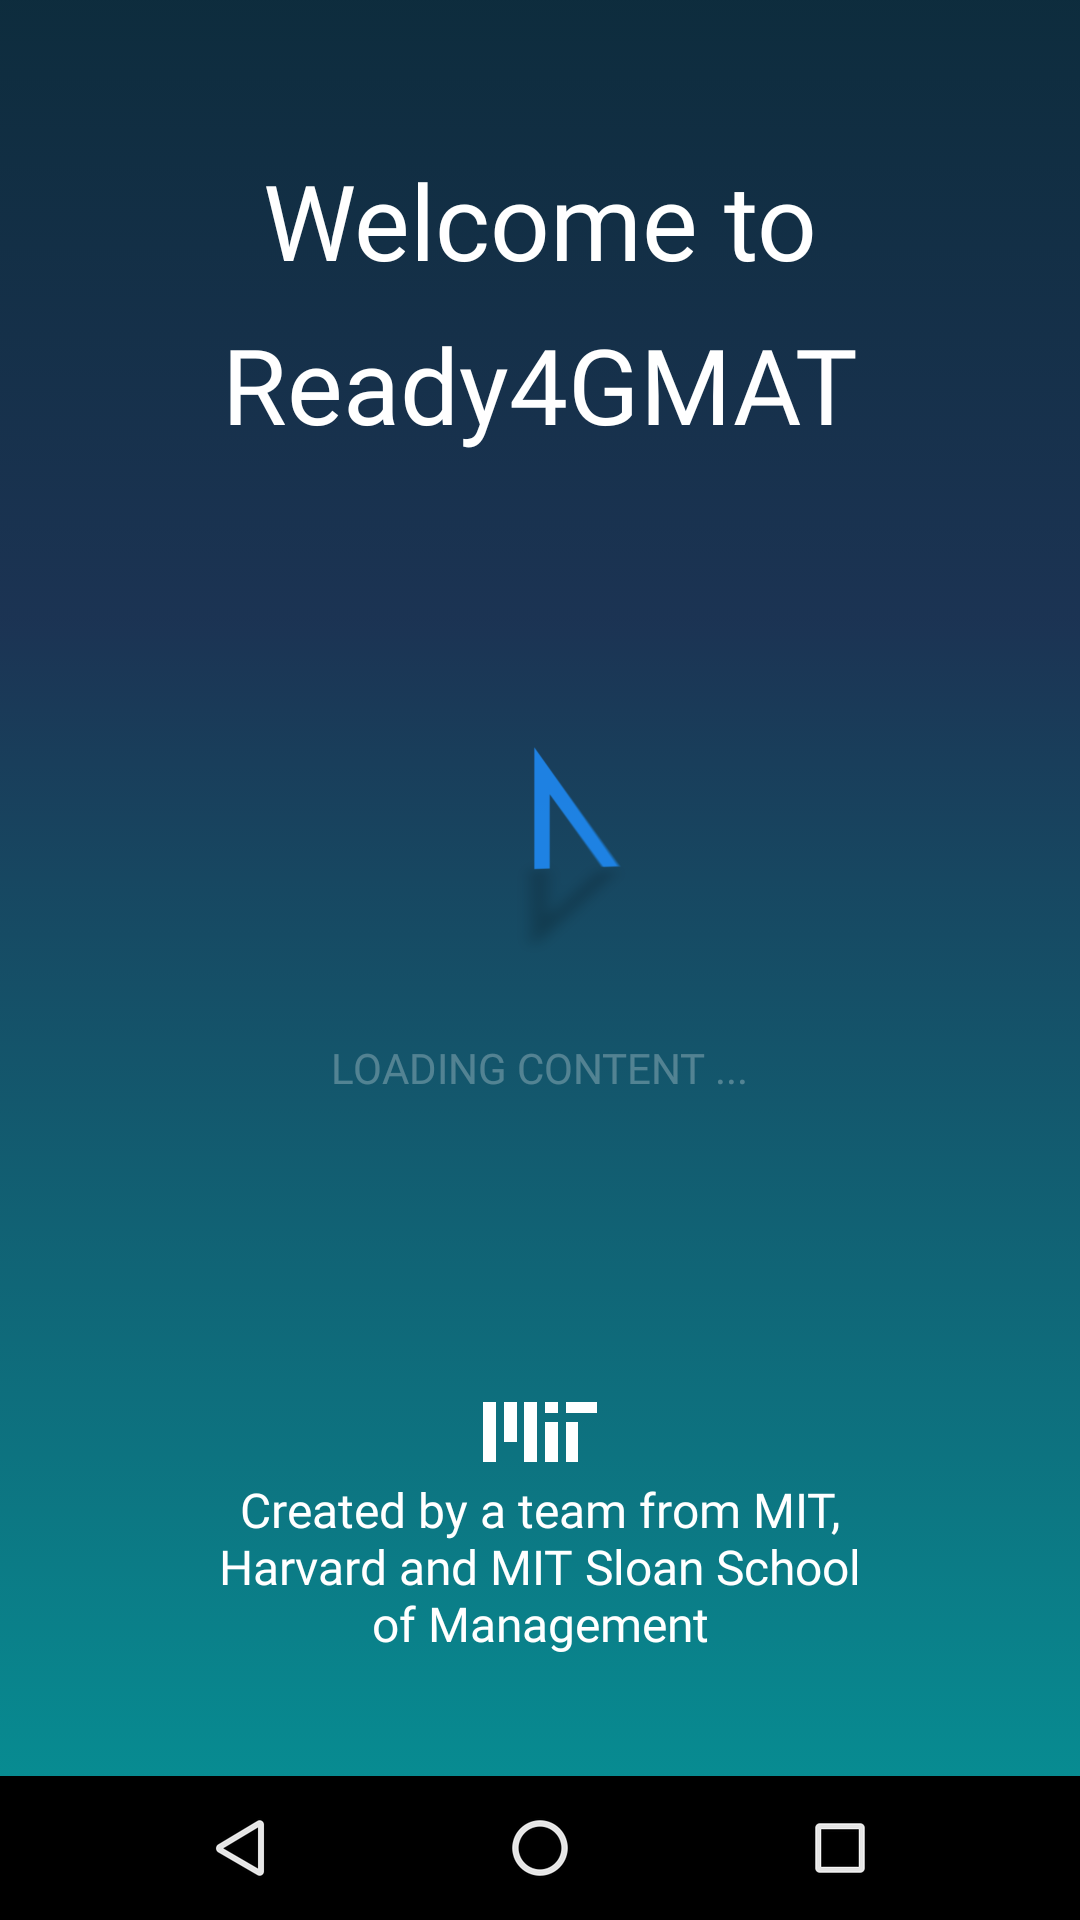 Welcome to
Ready4GMAT
LOADING CONTENT ...
MIT
Created by a team from MIT,
Harvard and MIT Sloan School
of Management